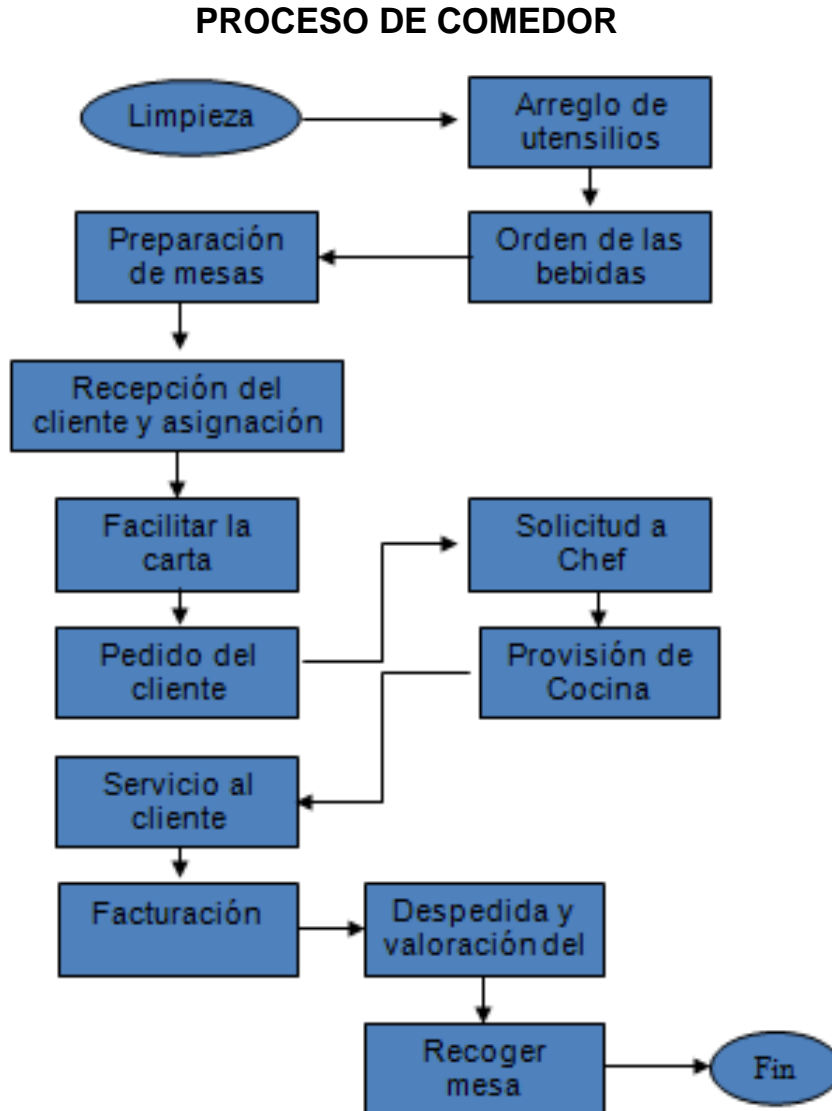 PROCESO DE COMEDOR
Limpieza
Arreglo de
utensilios
Orden de las
bebidas
Preparación
de mesas
Recepción del
cliente y asignación
Facilitar la
carta
Pedido del
cliente
Solicitud a
Chef
Provisión de
Cocina
Servicio al
cliente
Facturación
Despedida y
valoración del
Recoger
mesa
Fin